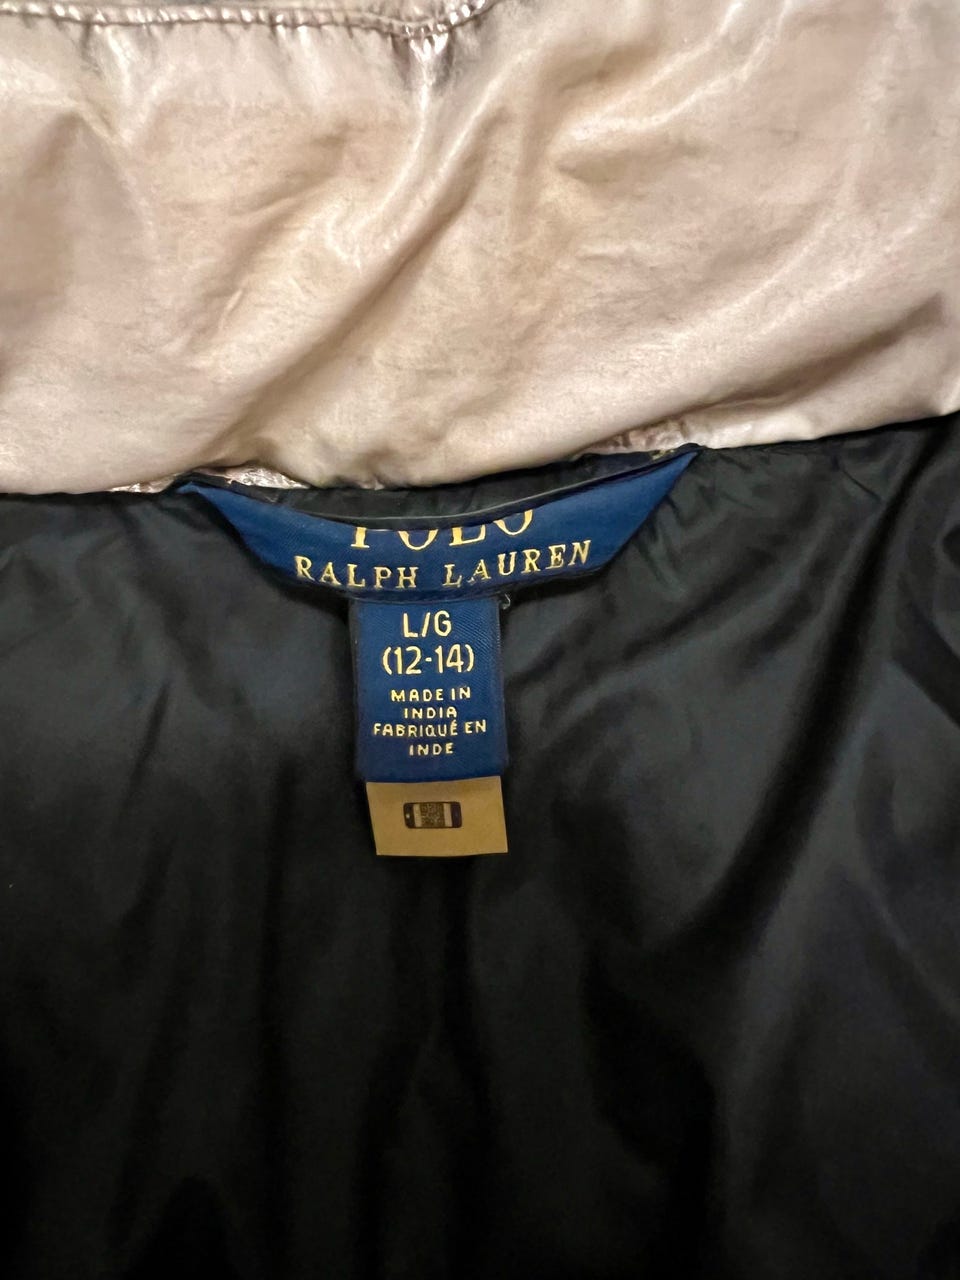 POLO
RALPH LAUREN
L/G
(12-14)
MADE IN
INDIA
FABRIQUÉ EN
INDE